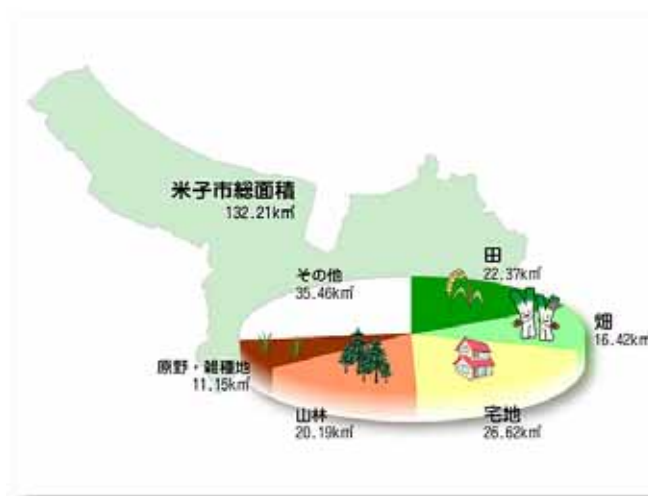 米子市総面積
132.21k㎡
その他
35.46k㎡
田
22.37k㎡
畑
16.42k㎡
原野・雑種地
11.15k㎡
山林
20.19k㎡
宅地
26.62k㎡